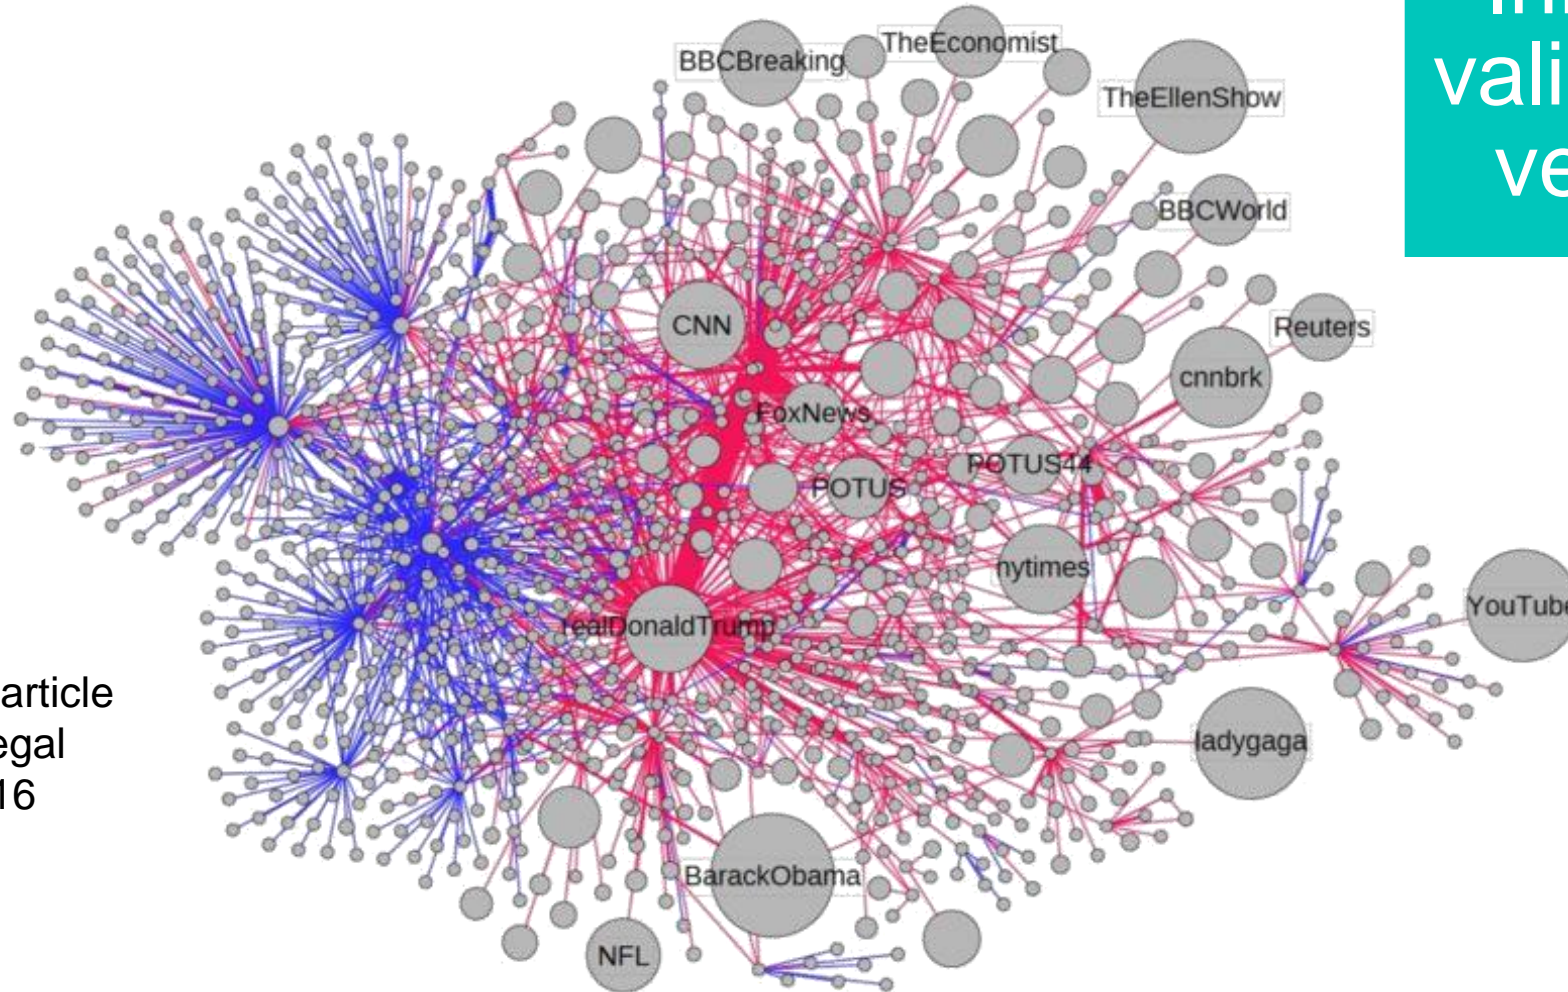 vali
ve
BBCBreaking
TheEconomist
TheEllenShow
BBCWorld
CNN
Reuters
cnnbrk
FoxNews
POTUS44
POTUS
nytimes
YouTube
realDonaldTrump
article
egal
16
ladygaga
BarackObama
NFL